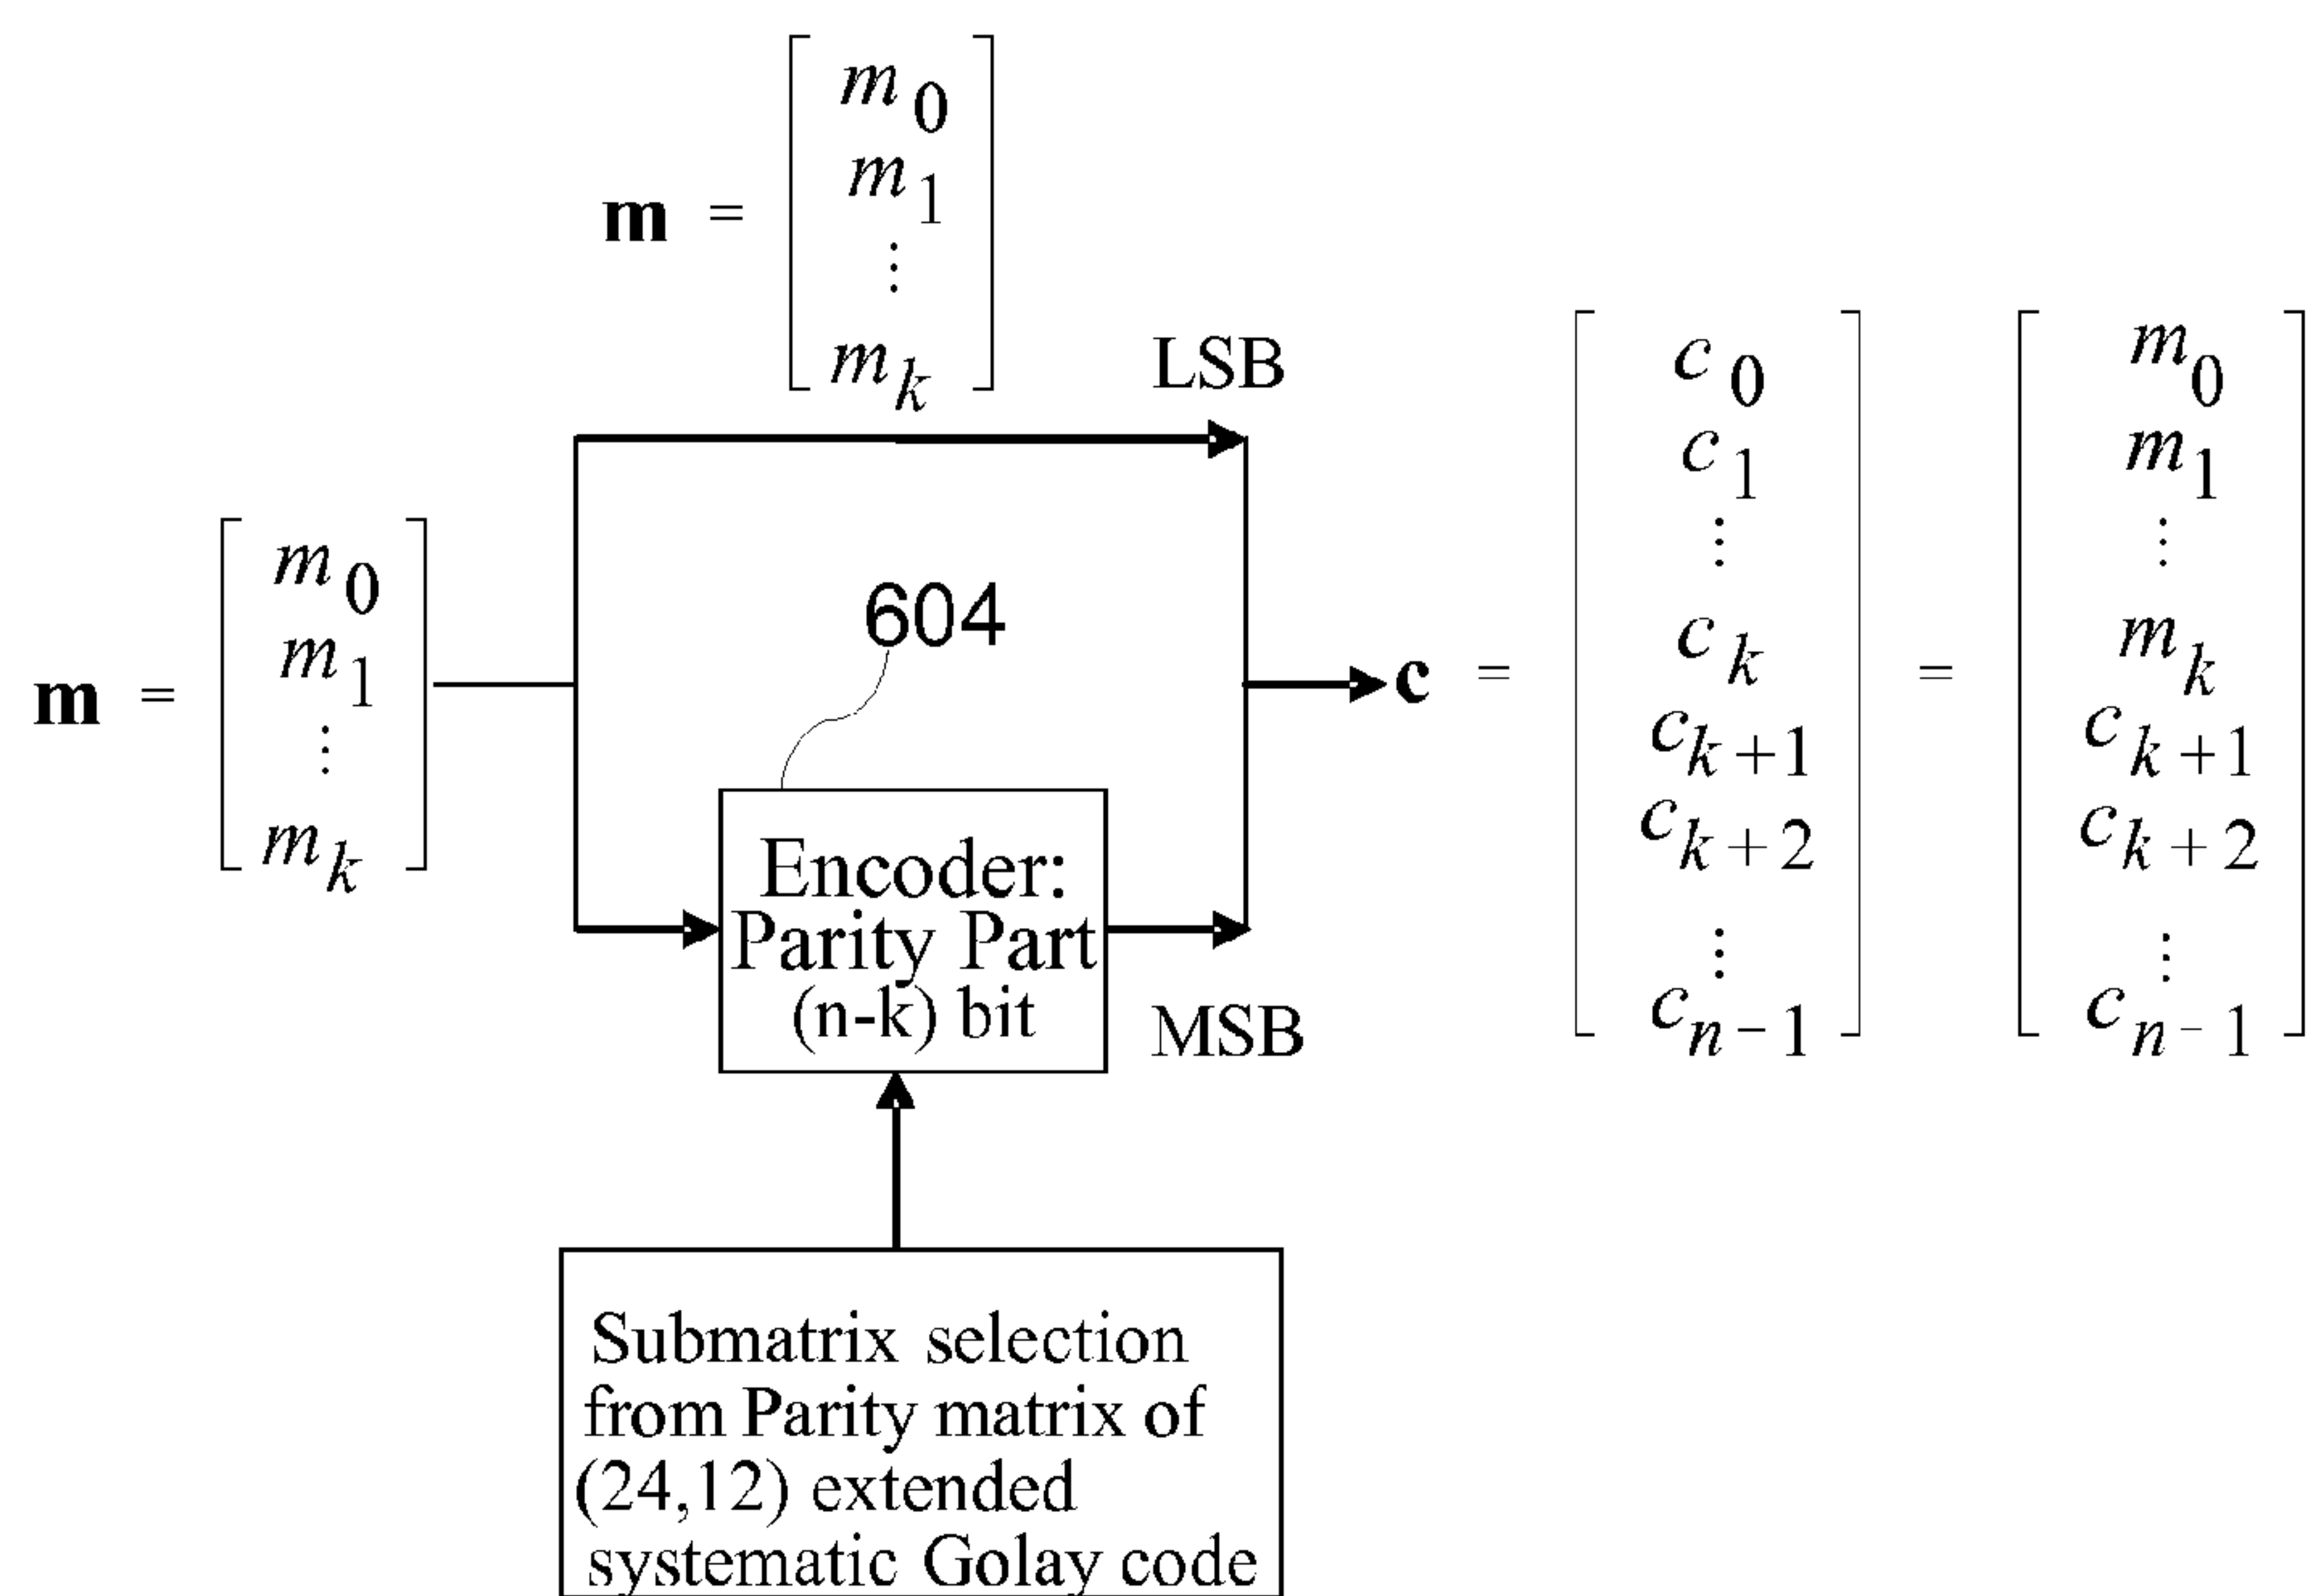 m = [ m0 m1 ⋮ mk ]
LSB
m = [ m0 m1 ⋮ mk ]
604
c = [ c0 c1 ⋮ ck ck+1 ck+2 ⋮ cn−1 ] = [ m0 m1 ⋮ mk ck+1 ck+2 ⋮ cn−1 ]
Encoder:
Parity Part
(n-k) bit
MSB
Submatrix selection
from Parity matrix of
(24,12) extended
systematic Golay code